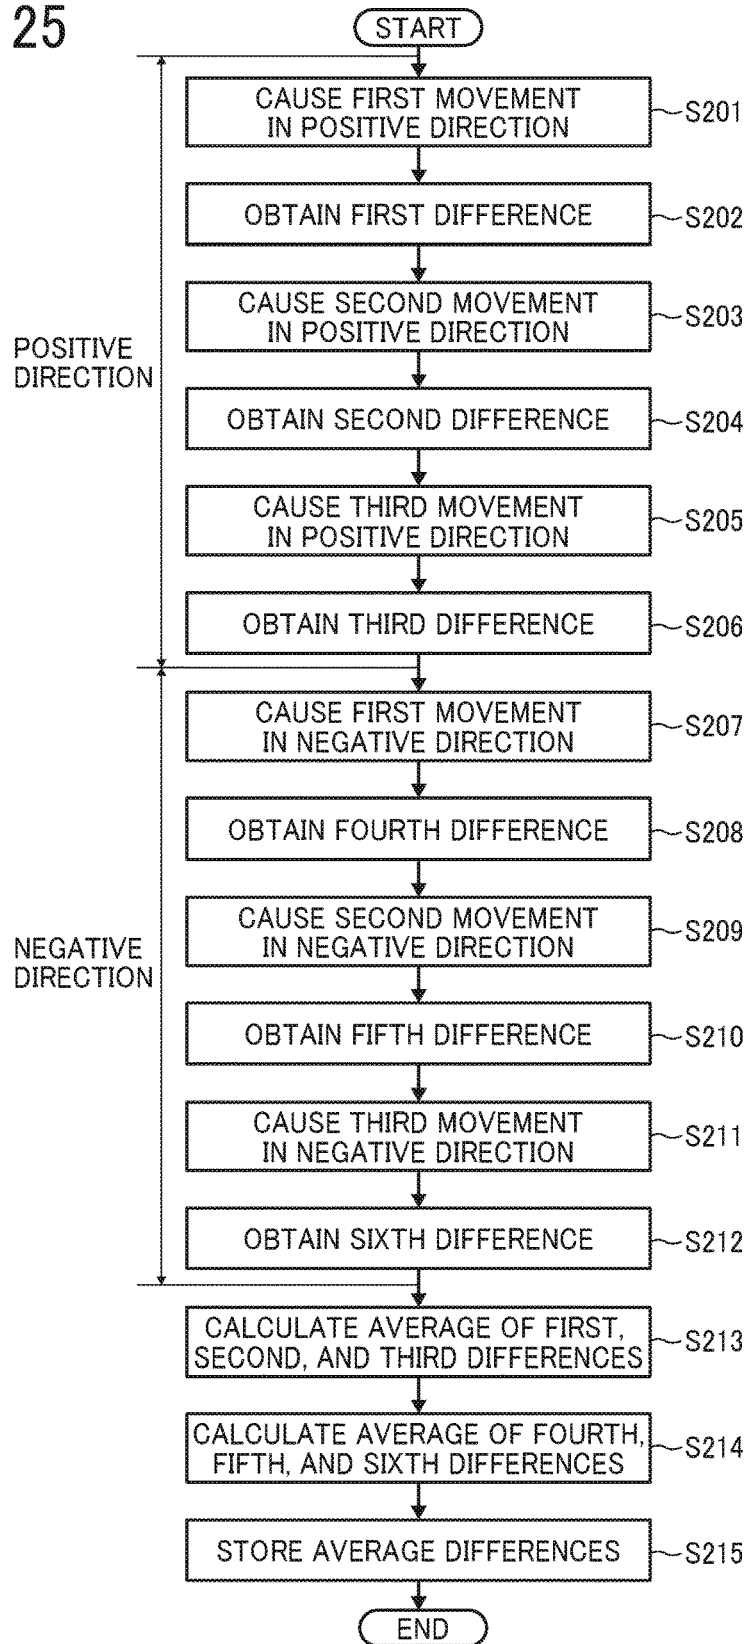 25
START
CAUSE FIRST MOVEMENT
IN POSITIVE DIRECTION
S201
OBTAIN FIRST DIFFERENCE
S202
CAUSE SECOND MOVEMENT
IN POSITIVE DIRECTION
S203
POSITIVE
DIRECTION
OBTAIN SECOND DIFFERENCE
S204
CAUSE THIRD MOVEMENT
IN POSITIVE DIRECTION
S205
OBTAIN THIRD DIFFERENCE
S206
CAUSE FIRST MOVEMENT
IN NEGATIVE DIRECTION
S207
OBTAIN FOURTH DIFFERENCE
S208
CAUSE SECOND MOVEMENT
IN NEGATIVE DIRECTION
S209
NEGATIVE
DIRECTION
OBTAIN FIFTH DIFFERENCE
S210
CAUSE THIRD MOVEMENT
IN NEGATIVE DIRECTION
S211
OBTAIN SIXTH DIFFERENCE
S212
CALCULATE AVERAGE OF FIRST,
SECOND, AND THIRD DIFFERENCES
S213
CALCULATE AVERAGE OF FOURTH,
FIFTH, AND SIXTH DIFFERENCES
S214
STORE AVERAGE DIFFERENCES
S215
END